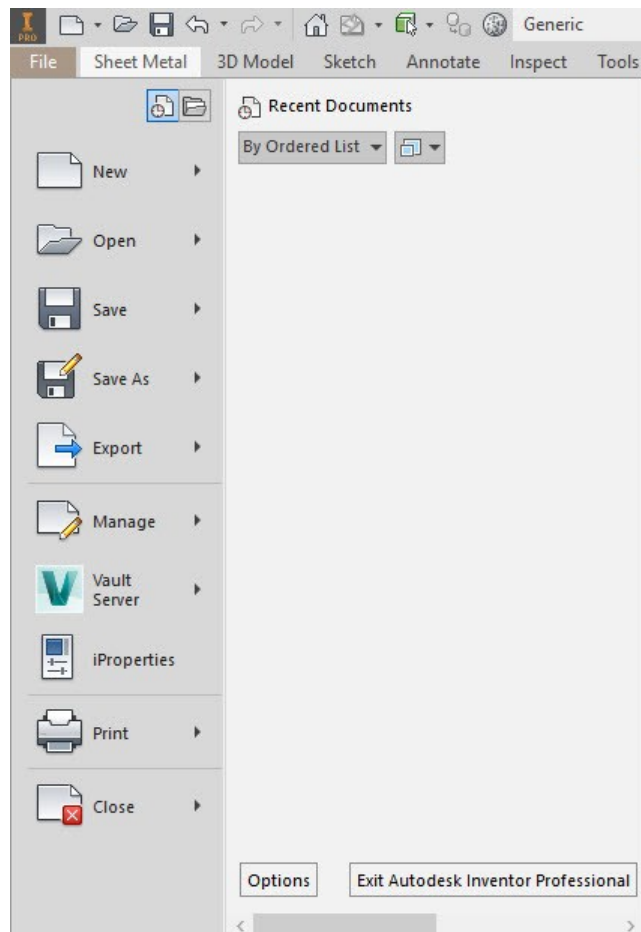 I
PRO
Generic
File Sheet Metal 3D Model Sketch Annotate Inspect Tools
Recent Documents
By Ordered List
New
Open
Save
Save As
Export
Manage
Vault
Server
iProperties
Print
Close
Options Exit Autodesk Inventor Professional